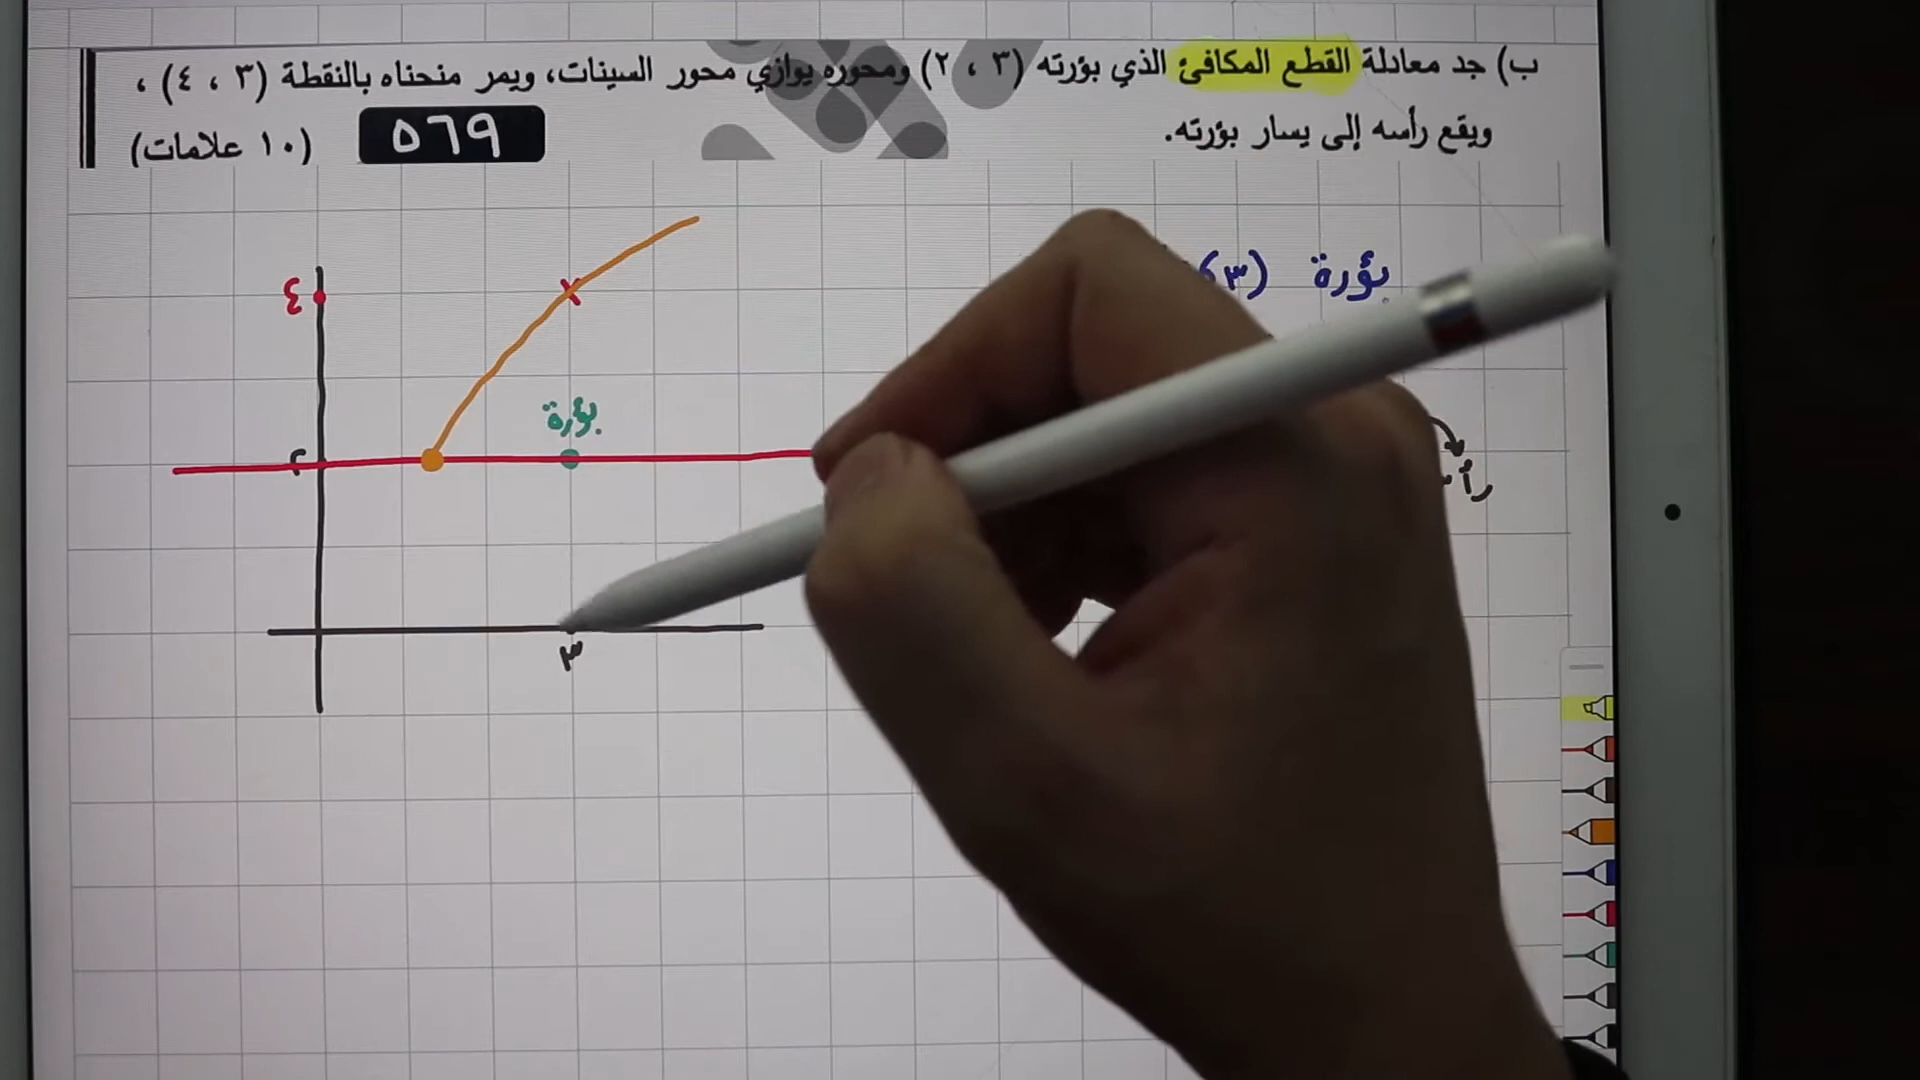 ب) جد معادلة القطع المكافئ الذي بؤرته (٣ ، ٢) ومحوره يوازي محور السينات، ويمر منحناه بالنقطة (٣ ، ٤) ،
ويقع رأسه إلى يسار بؤرته.
٥٦٩
(١٠ علامات)
بؤرة (٣،
٤
بؤرة
٢
٣